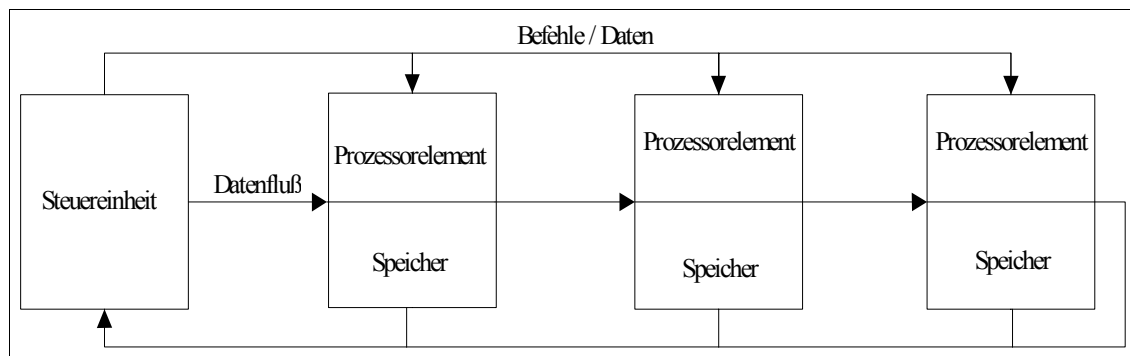 Befehle / Daten
Prozessorelement
Prozessorelement
Prozessorelement
Steuereinheit
Datenfluß
Speicher
Speicher
Speicher